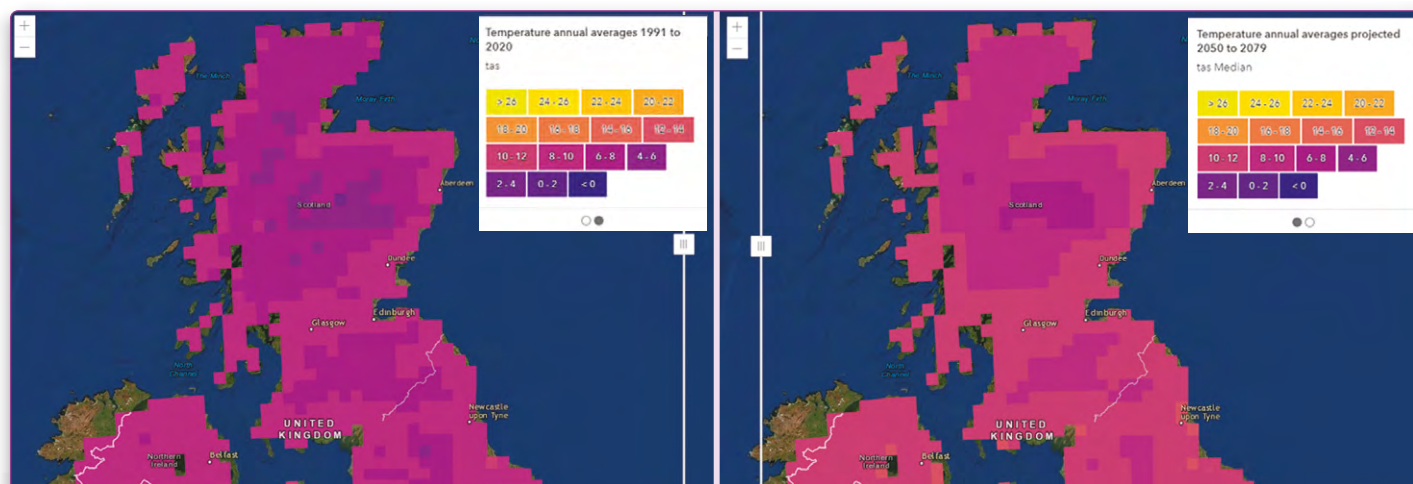 +
−
Temperature annual averages 1991 to
2020
tas
> 26 24 - 26 22 - 24 20 - 22
18 - 20 16 - 18 14 - 16 12 - 14
10 - 12 8 - 10 6 - 8 4 - 6
2 - 4 0 - 2 < 0
The Minch
Moray Firth
Aberdeen
Scotland
Dundee
Edinburgh
Glasgow
North
Channel
Newcastle
upon Tyne
UNITED
KINGDOM
Northern
Ireland
Belfast
+
−
Temperature annual averages projected
2050 to 2079
tas Median
> 26 24 - 26 22 - 24 20 - 22
18 - 20 16 - 18 14 - 16 12 - 14
10 - 12 8 - 10 6 - 8 4 - 6
2 - 4 0 - 2 < 0
The Minch
Moray Firth
Aberdeen
Scotland
Dundee
Edinburgh
Glasgow
North
Channel
Newcastle
upon Tyne
UNITED
KINGDOM
Northern
Ireland
Belfast